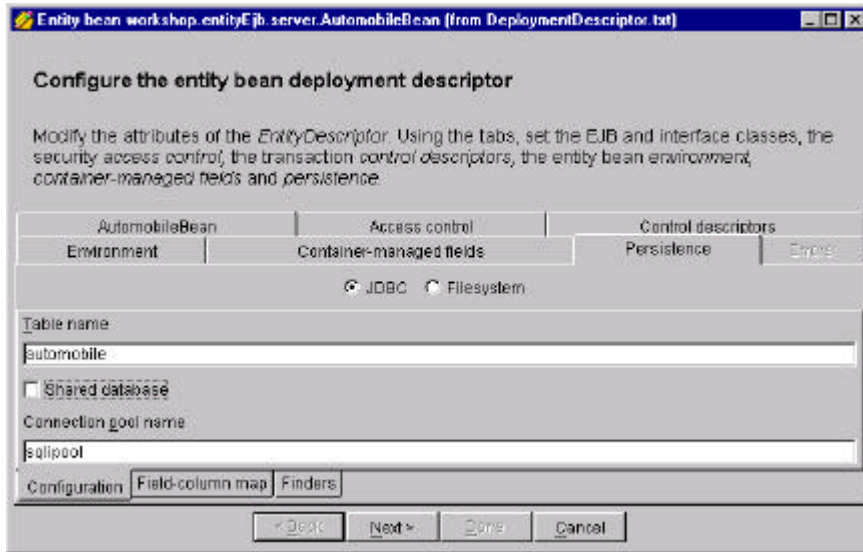 Entity bean workshop.entityEjb.server.AutomobileBean (from DeploymentDescriptor.txt)
Configure the entity bean deployment descriptor
Modify the attributes of the EntityDescriptor. Using the tabs, set the EJB and interface classes, the
security access control, the transaction control descriptors, the entity bean environment,
container-managed fields and persistence.
AutomobileBean Access control Control descriptors
Environment Container-managed fields Persistence Errors
JDBC Filesystem
Table name
automobile
Shared database
Connection pool name
sqlpool
Configuration Field-column map Finders
< Back Next > Done Cancel